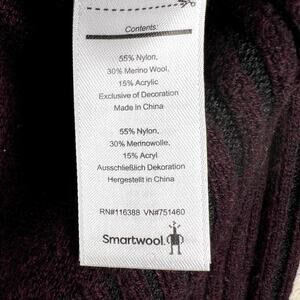 Contents:
55% Nylon,
30% Merino Wool,
15% Acrylic
Exclusive of Decoration
Made in China
55% Nylon,
30% Merinowolle,
15% Acryl
Ausschließlich Dekoration
Hergestellt in China
RN#116388 VN#751460
Smartwool.